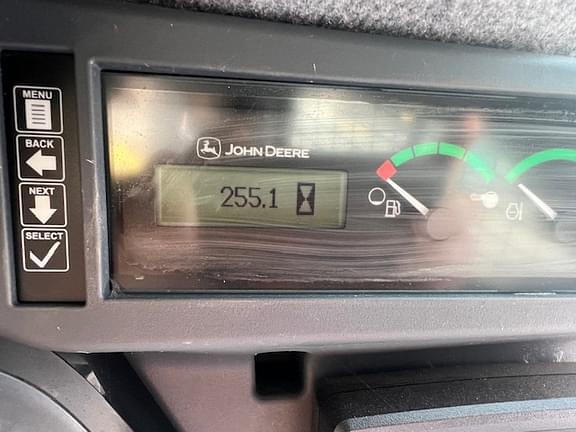 MENU
BACK
NEXT
SELECT
JOHN DEERE
255.1